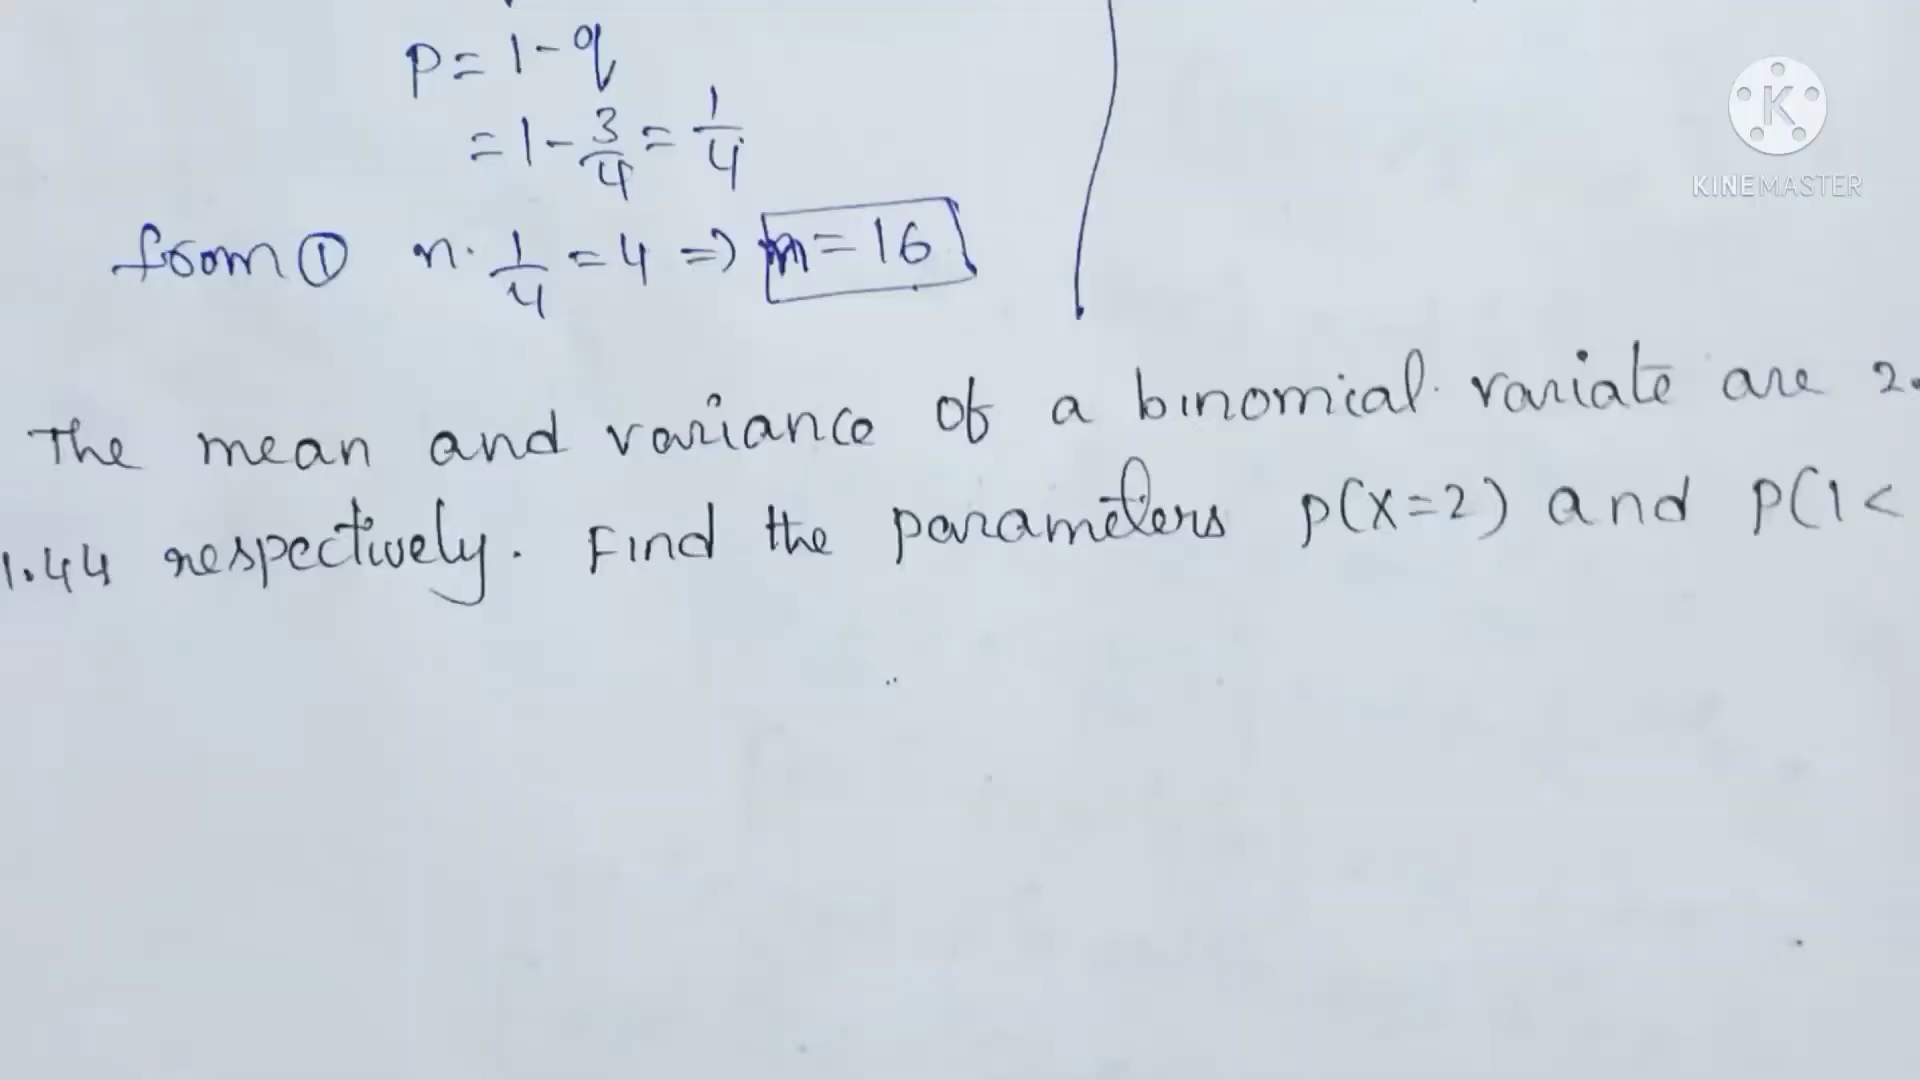 p = 1 - q
= 1 - 3/4 = 1/4
from ① n. 1/4 = 4 => n = 16
K
KINEMASTER
The mean and variance of a binomial variate are 2.
1.44 respectively. Find the parameters p(x=2) and p(1<